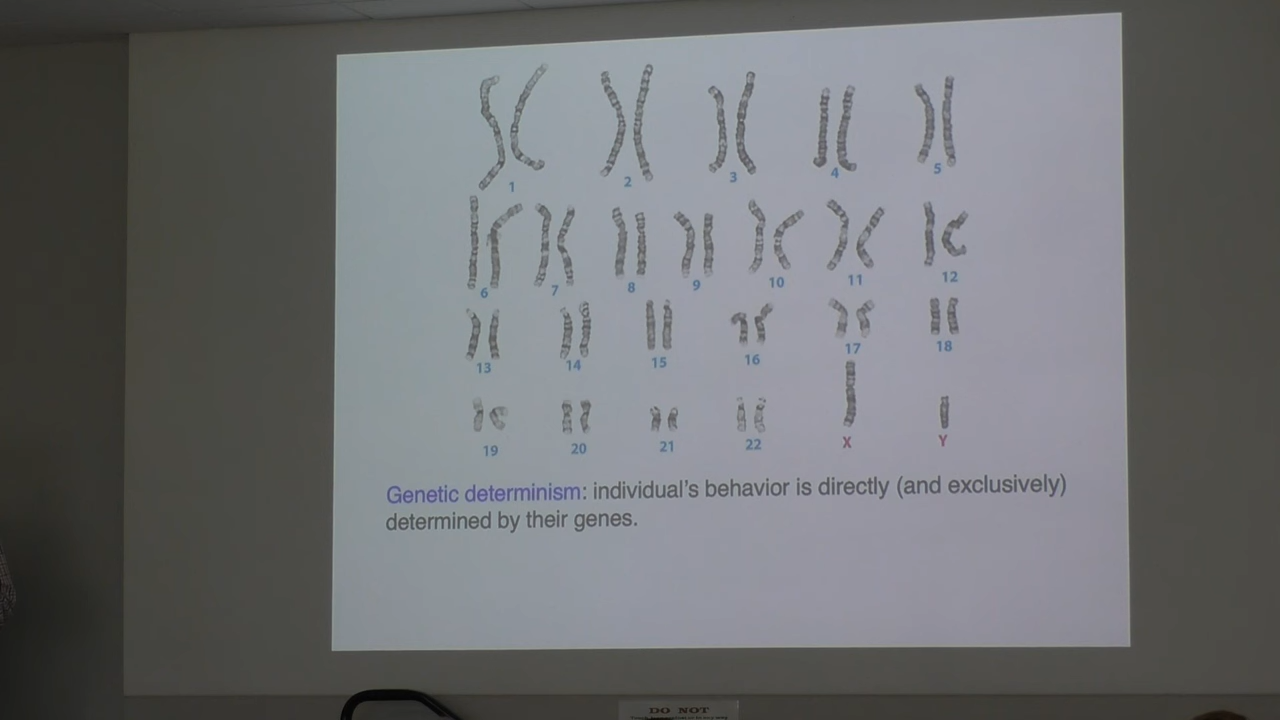 1 2 3 4 5
6 7 8 9 10 11 12
13 14 15 16 17 18
19 20 21 22 X Y
Genetic determinism: individual's behavior is directly (and exclusively)
determined by their genes.
DO NOT